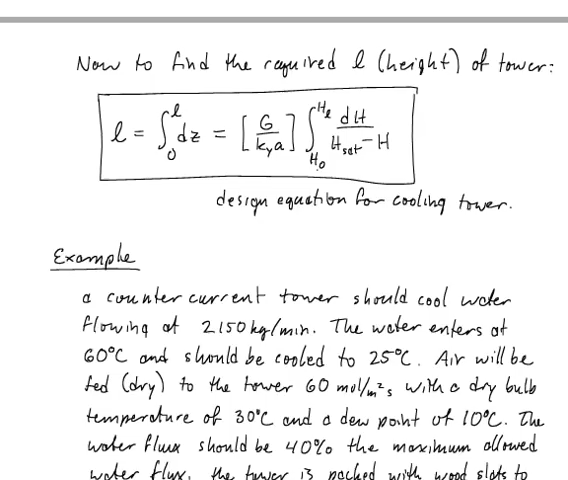 Now to find the required l (height) of tower:
l = ∫₀ˡ dz = [G/kya] ∫_{H₀}^{Hℓ} dH/(Hsat - H)
design equation for cooling tower.
Example
a countercurrent tower should cool water
flowing at 2150 kg/min. The water enters at
60°C and should be cooled to 25°C. Air will be
fed (dry) to the tower 60 mol/m²s with a dry bulb
temperature of 30°C and a dew point of 10°C. The
water flux should be 40% the maximum allowed
water flux. the tower is packed with wood slats to